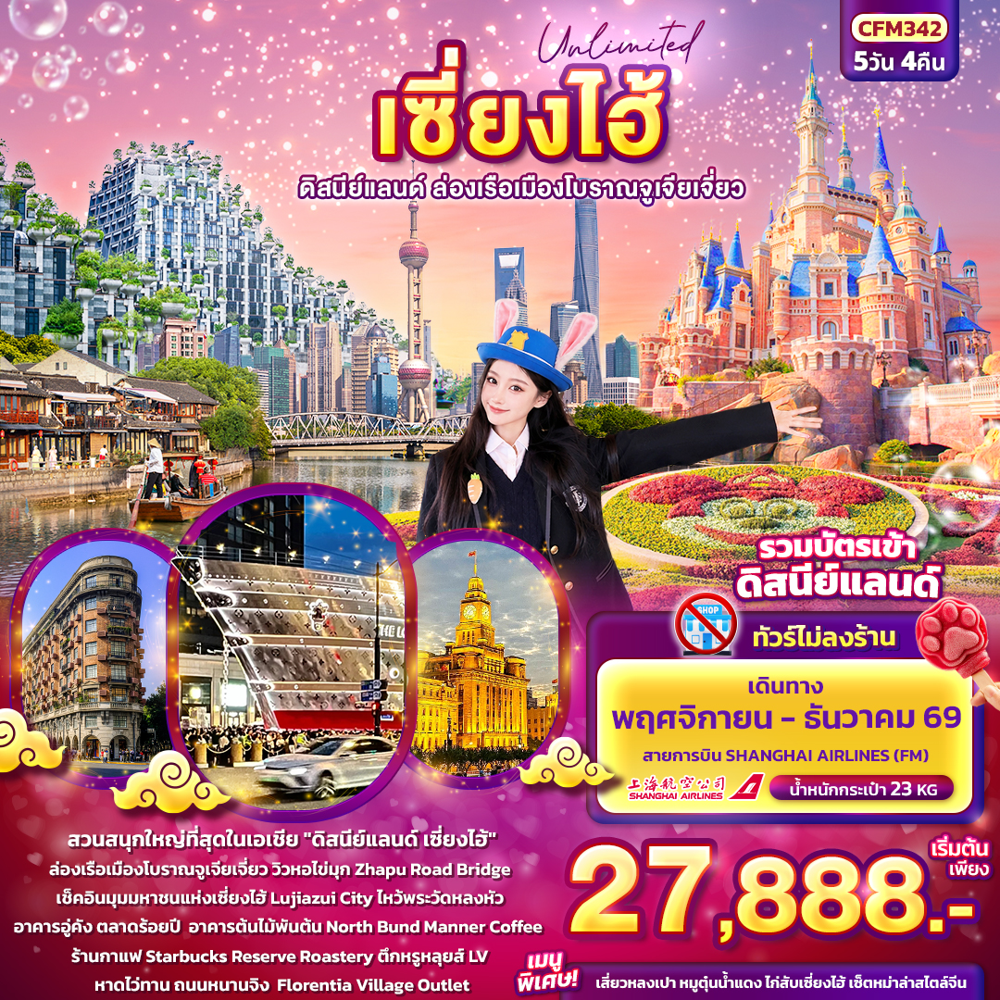 CFM342
5วัน 4คืน
Unlimited
เซี่ยงไฮ้
ดิสนีย์แลนด์ ล่องเรือเมืองโบราณจูเจียเจี่ยว
รวมบัตรเข้า
ดิสนีย์แลนด์
SHOP
ทัวร์ไม่ลงร้าน
เดินทาง
พฤศจิกายน - ธันวาคม 69
สายการบิน SHANGHAI AIRLINES (FM)
上海航空公司
SHANGHAI AIRLINES
น้ำหนักกระเป๋า 23 KG
THE LO
สวนสนุกใหญ่ที่สุดในเอเชีย "ดิสนีย์แลนด์ เซี่ยงไฮ้"
ล่องเรือเมืองโบราณจูเจียเจี่ยว วิวหอไข่มุก Zhapu Road Bridge
เช็คอินมุมมหาชนแห่งเซี่ยงไฮ้ Lujiazui City ไหว้พระวัดหลงหัว
อาคารอู่คัง ตลาดร้อยปี อาคารต้นไม้พันต้น North Bund Manner Coffee
ร้านกาแฟ Starbucks Reserve Roastery ตึกหรูหลุยส์ LV
หาดไว่ทาน ถนนหนานจิง Florentia Village Outlet
เริ่มต้น
เพียง
27,888.-
เมนู
พิเศษ!
เสี่ยวหลงเปา หมูตุ๋นน้ำแดง ไก่สับเซี่ยงไฮ้ เซ็ตหม่าล่าสไตล์จีน